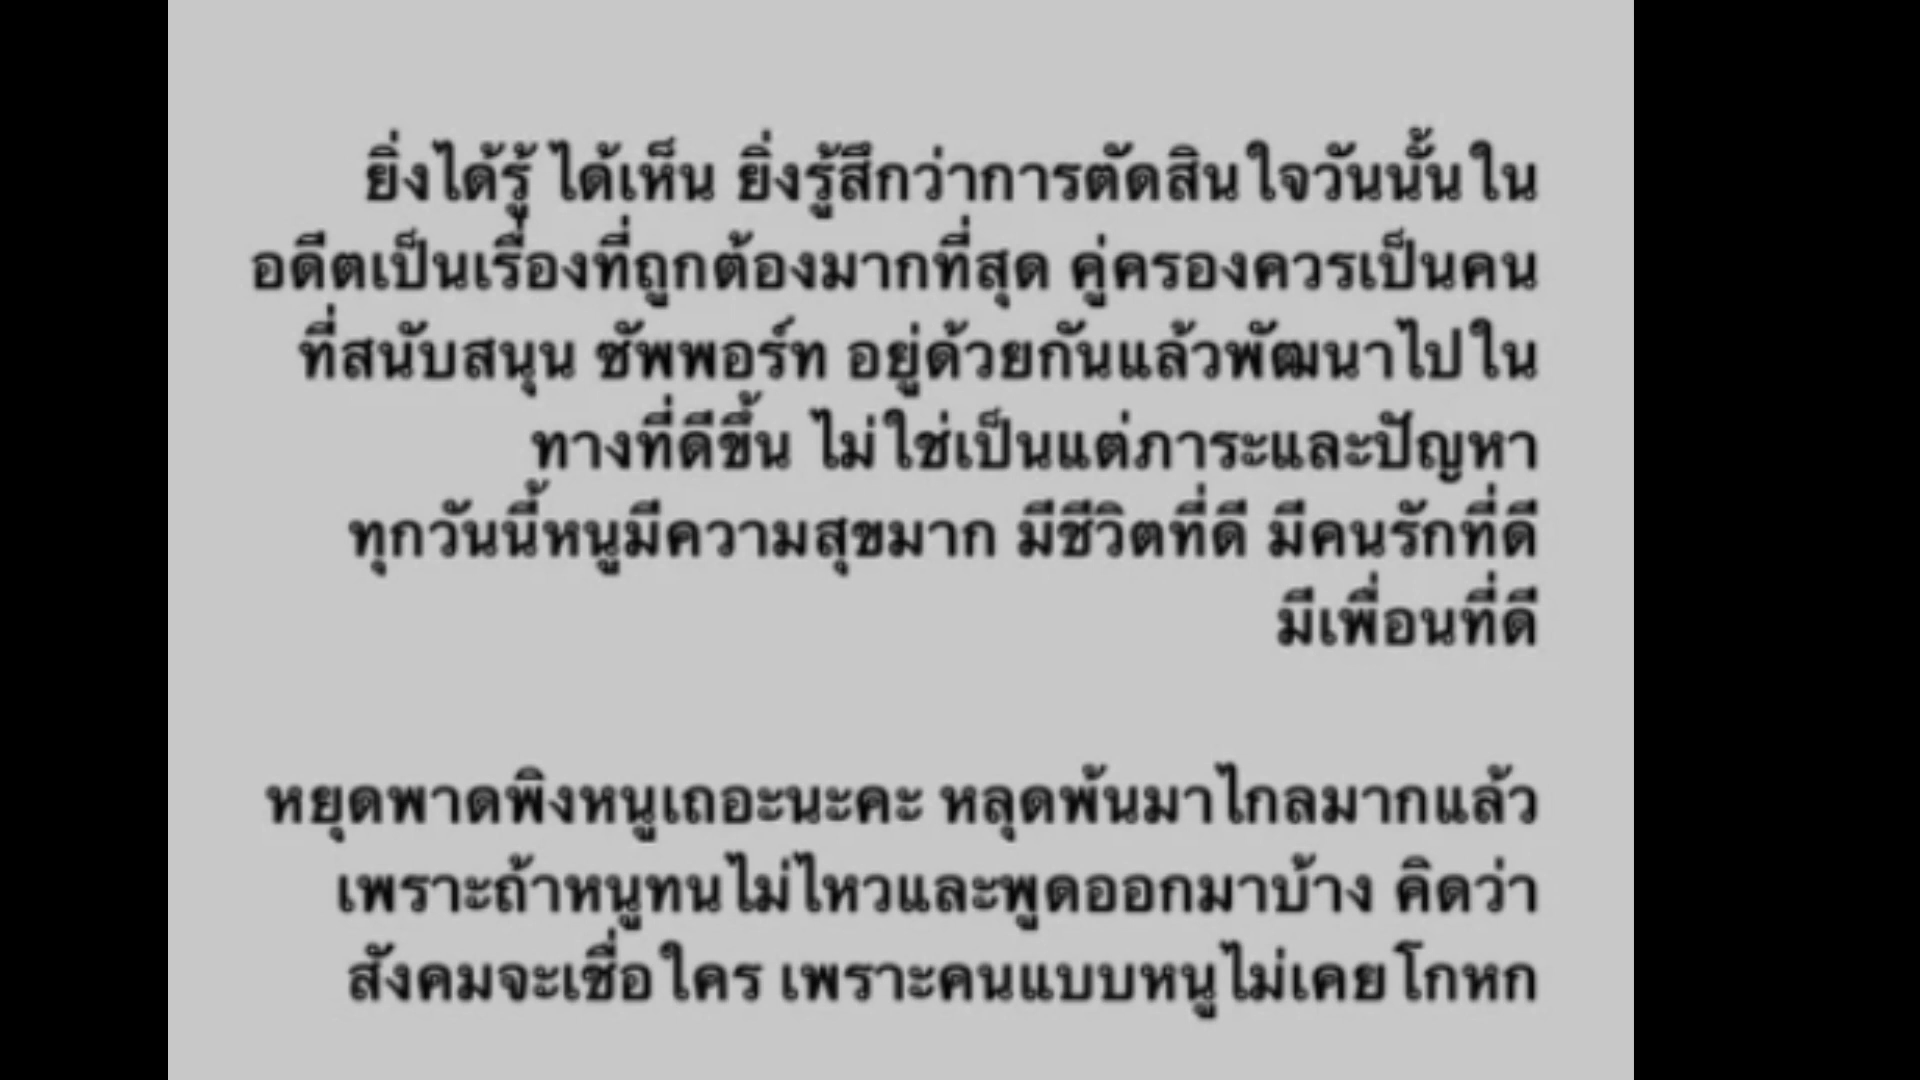 ยิ่งได้รู้ ได้เห็น ยิ่งรู้สึกว่าการตัดสินใจวันนั้นใน
อดีตเป็นเรื่องที่ถูกต้องมากที่สุด คู่ครองควรเป็นคน
ที่สนับสนุน ซัพพอร์ท อยู่ด้วยกันแล้วพัฒนาไปใน
ทางที่ดีขึ้น ไม่ใช่เป็นแต่ภาระและปัญหา
ทุกวันนี้หนูมีความสุขมาก มีชีวิตที่ดี มีคนรักที่ดี
มีเพื่อนที่ดี
หยุดพาดพิงหนูเถอะนะคะ หลุดพ้นมาไกลมากแล้ว
เพราะถ้าหนูทนไม่ไหวและพูดออกมาบ้าง คิดว่า
สังคมจะเชื่อใคร เพราะคนแบบหนูไม่เคยโกหก